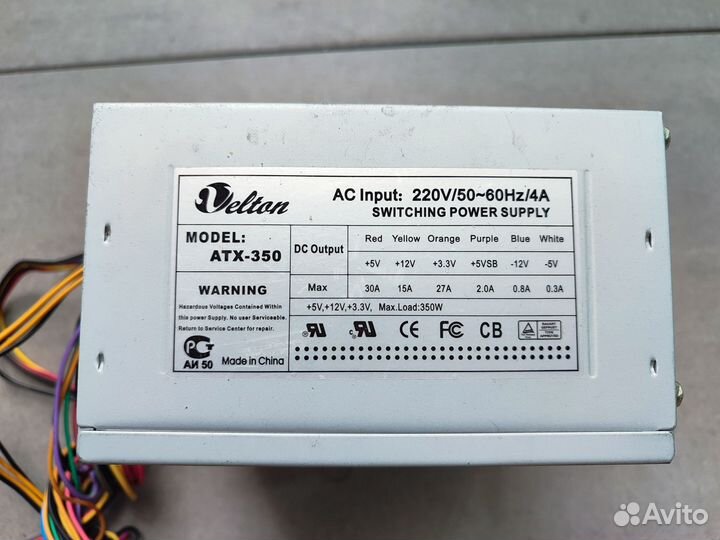 Velton
AC Input: 220V/50~60Hz/4A
SWITCHING POWER SUPPLY
MODEL:
ATX-350
DC Output Red Yellow Orange Purple Blue White
+5V +12V +3.3V +5VSB -12V -5V
Max 30A 15A 27A 2.0A 0.8A 0.3A
+5V,+12V,+3.3V, Max.Load:350W
WARNING
Hazardous Voltages Contained Within
this power Supply. No user Serviceable.
Return to Service Center for repair.
АИ 50
Made in China
CE FC CB
Avito